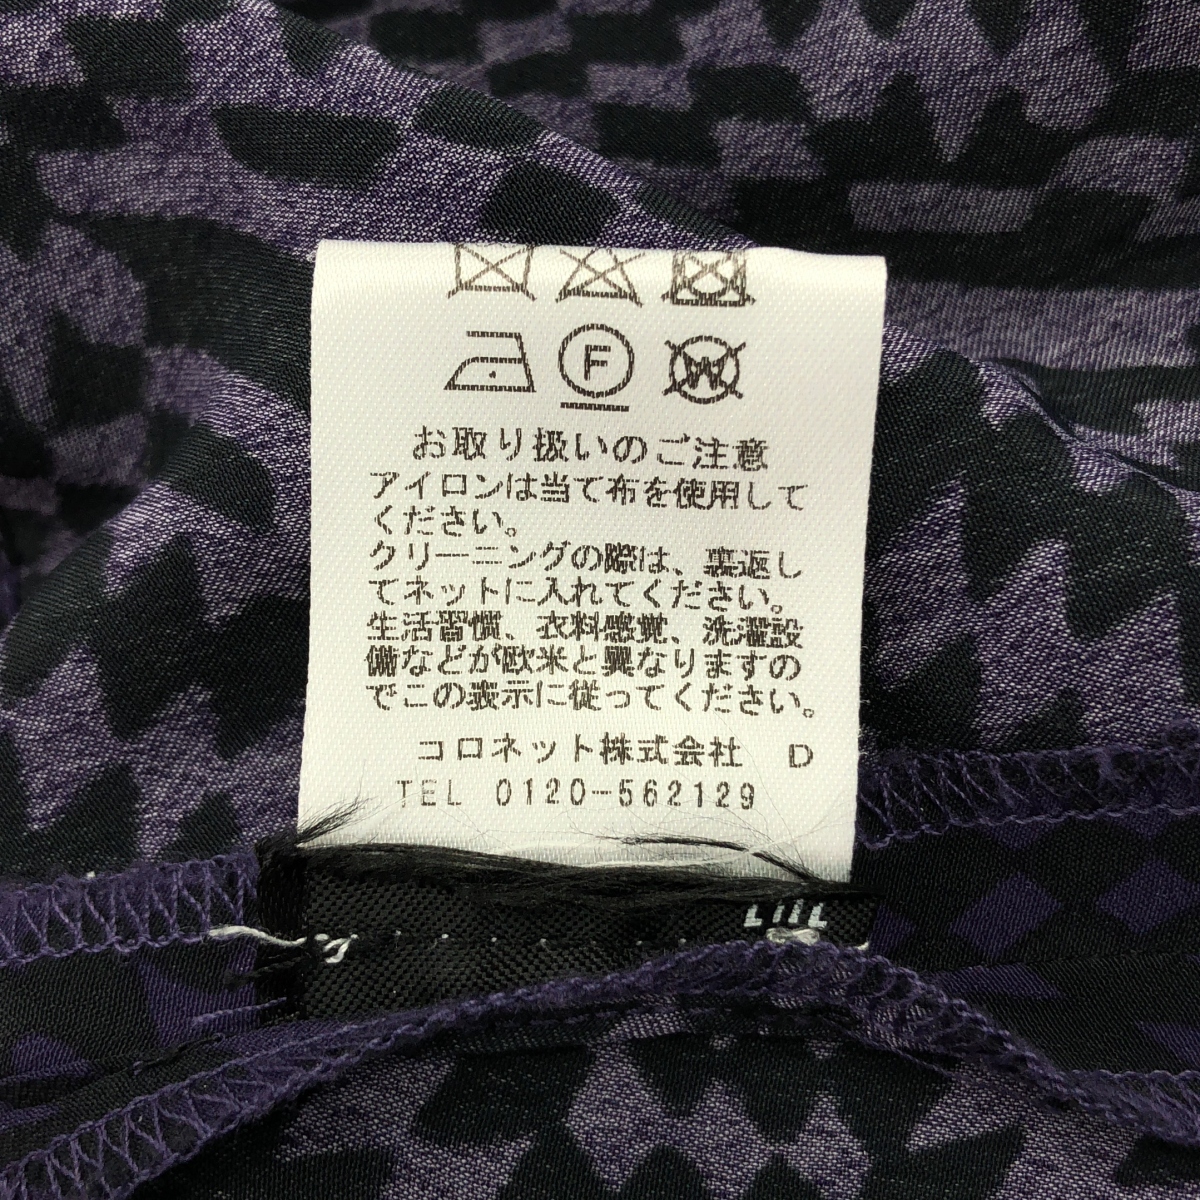 F
W
お取り扱いのご注意
アイロンは当て布を使用して
ください。
クリーニングの際は、裏返し
てネットに入れてください。
生活習慣、衣料感覚、洗濯設
備などが欧米と異なりますの
でこの表示に従ってください。
コロネット株式会社 D
TEL 0120-562129